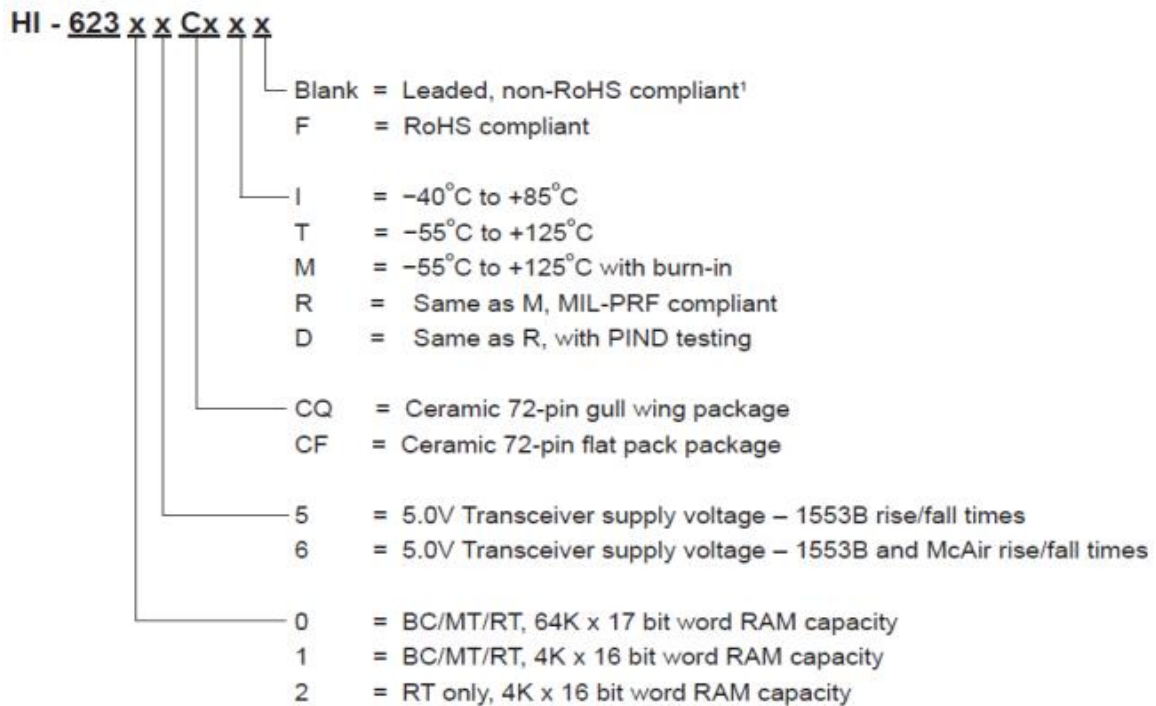 HI - 623 x x Cx x x
Blank = Leaded, non-RoHS compliant¹
F = RoHS compliant
I = −40°C to +85°C
T = −55°C to +125°C
M = −55°C to +125°C with burn-in
R = Same as M, MIL-PRF compliant
D = Same as R, with PIND testing
CQ = Ceramic 72-pin gull wing package
CF = Ceramic 72-pin flat pack package
5 = 5.0V Transceiver supply voltage – 1553B rise/fall times
6 = 5.0V Transceiver supply voltage – 1553B and McAir rise/fall times
0 = BC/MT/RT, 64K x 17 bit word RAM capacity
1 = BC/MT/RT, 4K x 16 bit word RAM capacity
2 = RT only, 4K x 16 bit word RAM capacity